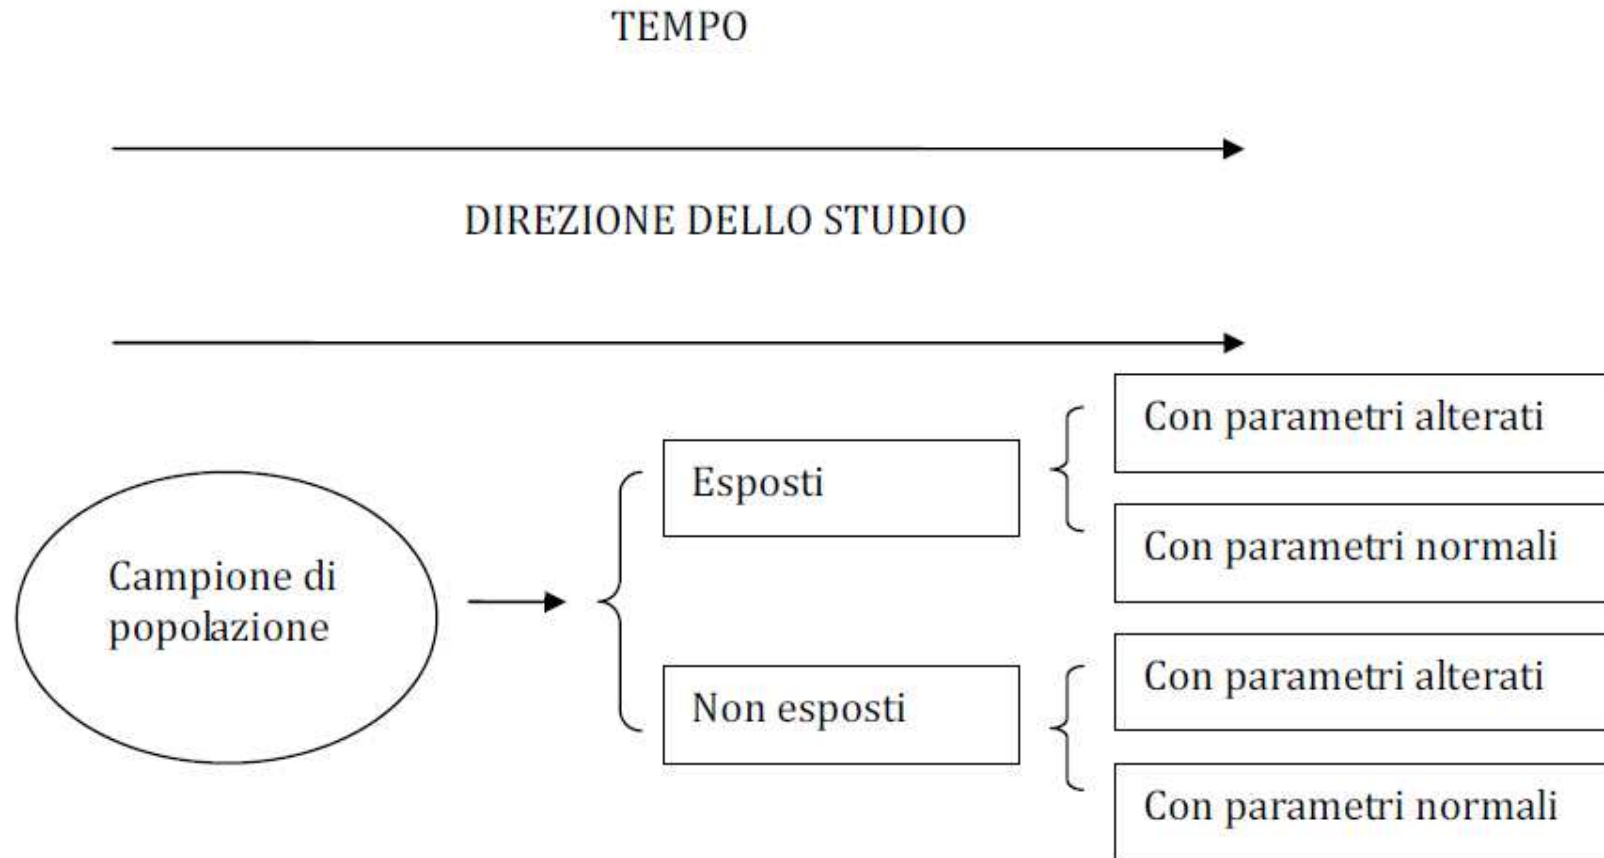 TEMPO
DIREZIONE DELLO STUDIO
Campione di
popolazione
Esposti
Non esposti
Con parametri alterati
Con parametri normali
Con parametri alterati
Con parametri normali